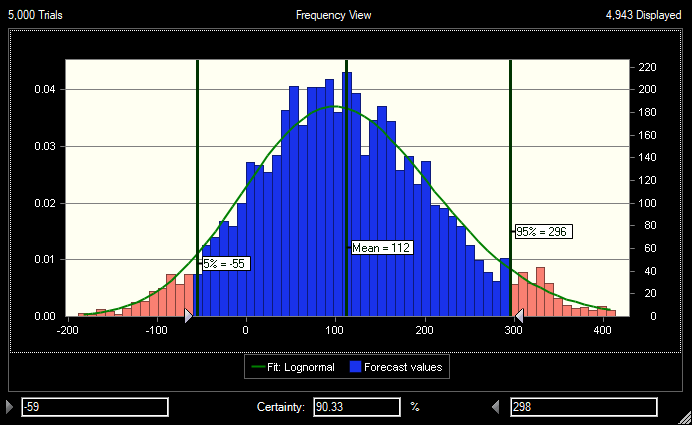 5,000 Trials Frequency View 4,943 Displayed
0.04
0.03
0.02
0.01
0.00
220
200
180
160
140
120
100
80
60
40
20
0
95% = 296
Mean = 112
5% = -55
-200 -100 0 100 200 300 400
Fit: Lognormal Forecast values
-59 Certainty: 90.33 % 298